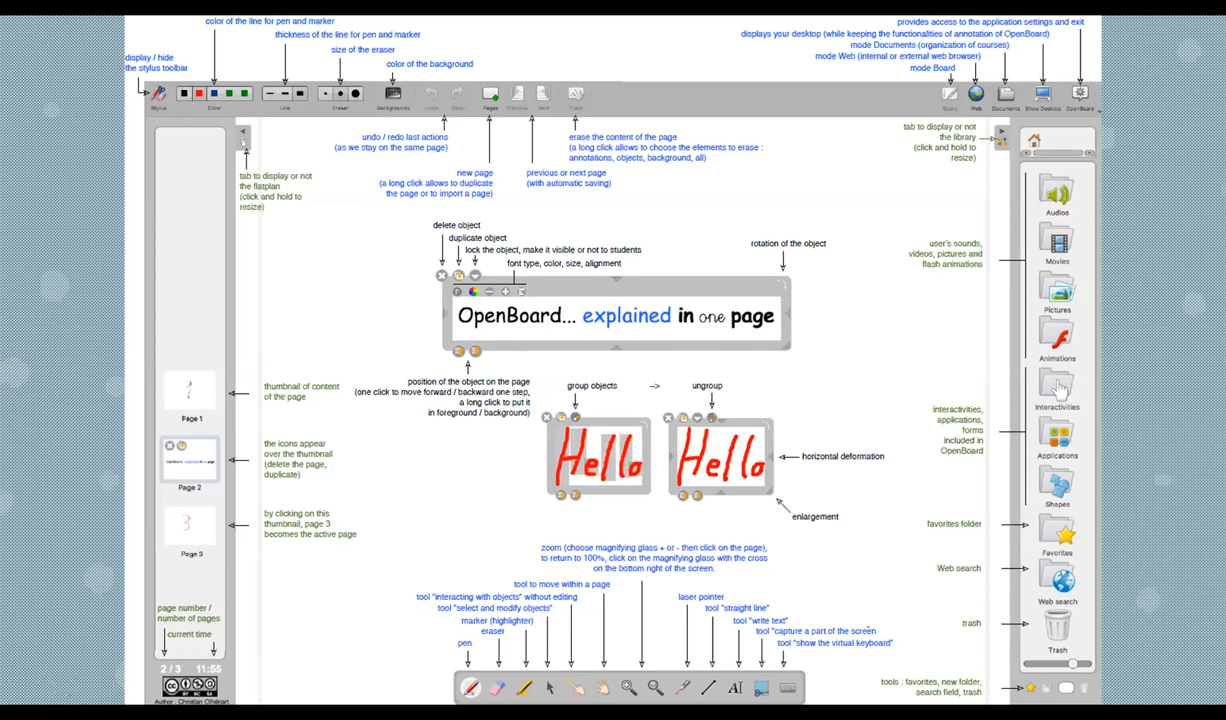 color of the line for pen and marker
thickness of the line for pen and marker
size of the eraser
color of the background
display / hide
the stylus toolbar
provides access to the application settings and exit
displays your desktop (while keeping the functionalities of annotation of OpenBoard)
mode Documents (organization of courses)
mode Web (internal or external web browser)
mode Board
Stylus
Color
Line
Eraser
Backgrounds
Undo
Redo
Pages
Previous
Next
Erase
Board
Web
Documents
Show Desktop
OpenBoard
undo / redo last actions
(as we stay on the same page)
new page
(a long click allows to duplicate
the page or to import a page)
previous or next page
(with automatic saving)
erase the content of the page
(a long click allows to choose the elements to erase :
annotations, objects, background, all)
tab to display or not
the library
(click and hold to
resize)
tab to display or not
the flatplan
(click and hold to
resize)
delete object
duplicate object
lock the object, make it visible or not to students
font type, color, size, alignment
rotation of the object
OpenBoard... explained in one page
position of the object on the page
(one click to move forward / backward one step,
a long click to put it
in foreground / background)
group objects --> ungroup
Hello
Hello
horizontal deformation
enlargement
user's sounds,
videos, pictures and
flash animations
interactivities,
applications,
forms
included in
OpenBoard
favorites folder
Web search
trash
tools : favorites, new folder,
search field, trash
Audios
Movies
Pictures
Animations
Interactivities
Applications
Shapes
Favorites
Web search
Trash
1
Page 1
OpenBoard... explained in one page
Page 2
3
Page 3
thumbnail of content
of the page
the icons appear
over the thumbnail
(delete the page,
duplicate)
by clicking on this
thumbnail, page 3
becomes the active page
page number /
number of pages
current time
2 / 3 11:55
CC
BY NC SA
Author : Christian Othénart
zoom (choose magnifying glass + or - then click on the page),
to return to 100%, click on the magnifying glass with the cross
on the bottom right of the screen.
tool to move within a page
tool "interacting with objects" without editing
tool "select and modify objects"
marker (highlighter)
eraser
pen
laser pointer
tool "straight line"
tool "write text"
tool "capture a part of the screen
tool "show the virtual keyboard"